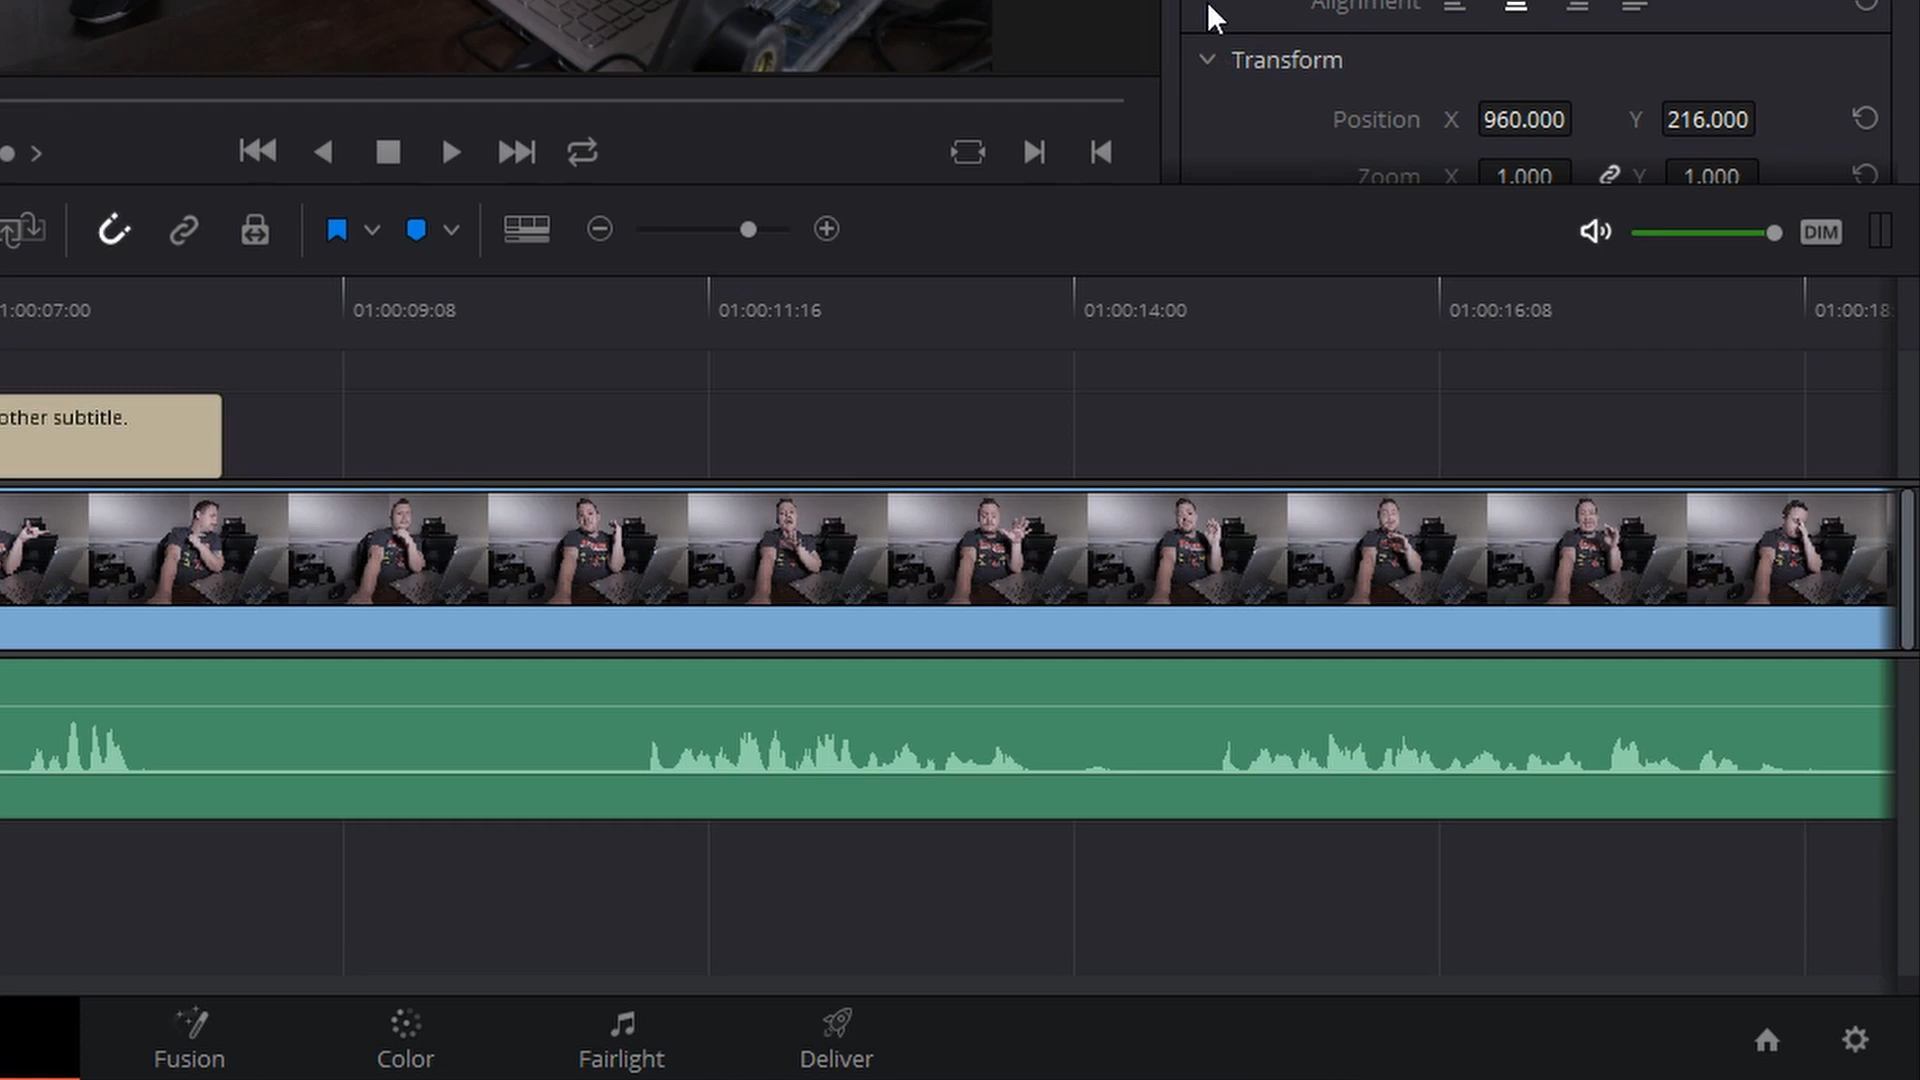 Alignment
Transform
Position X 960.000 Y 216.000
Zoom X 1.000 Y 1.000
DIM
1:00:07:00 01:00:09:08 01:00:11:16 01:00:14:00 01:00:16:08 01:00:18:
other subtitle.
Fusion Color Fairlight Deliver